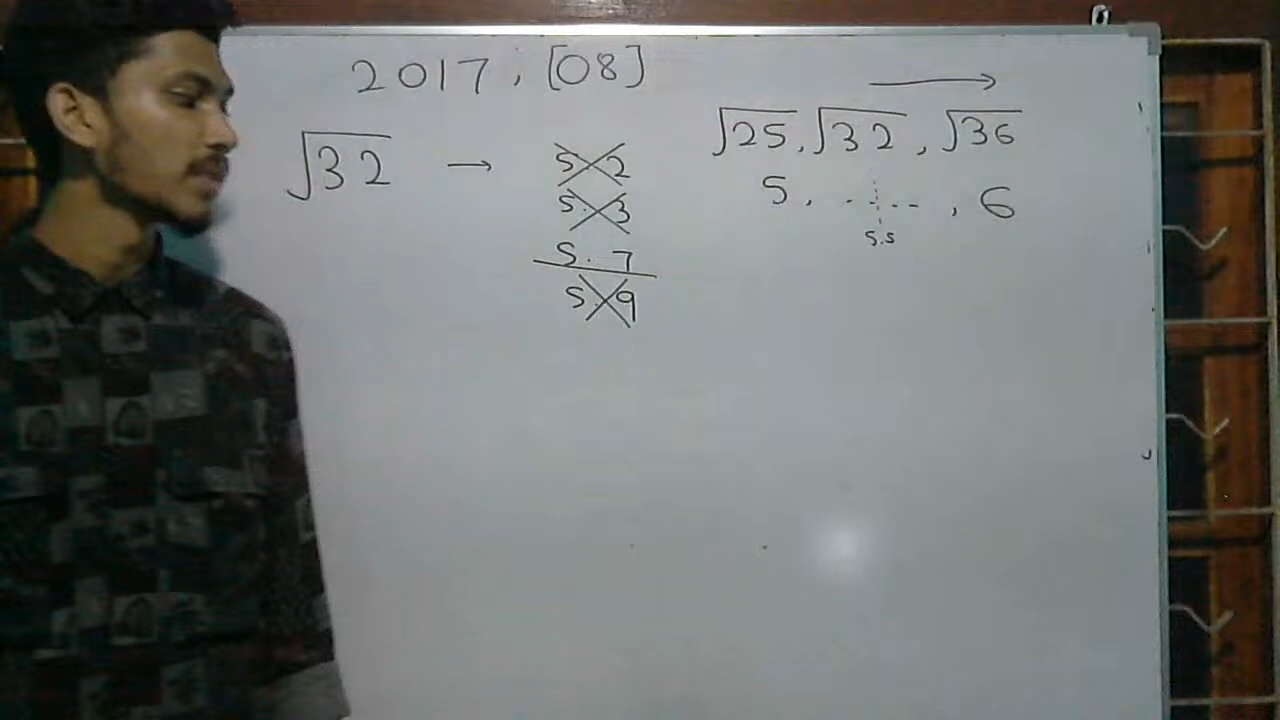 2017, [08]
√32 → 5.2
5.3
5.7
5.9
→
√25, √32, √36
5, ....--, 6
5.5